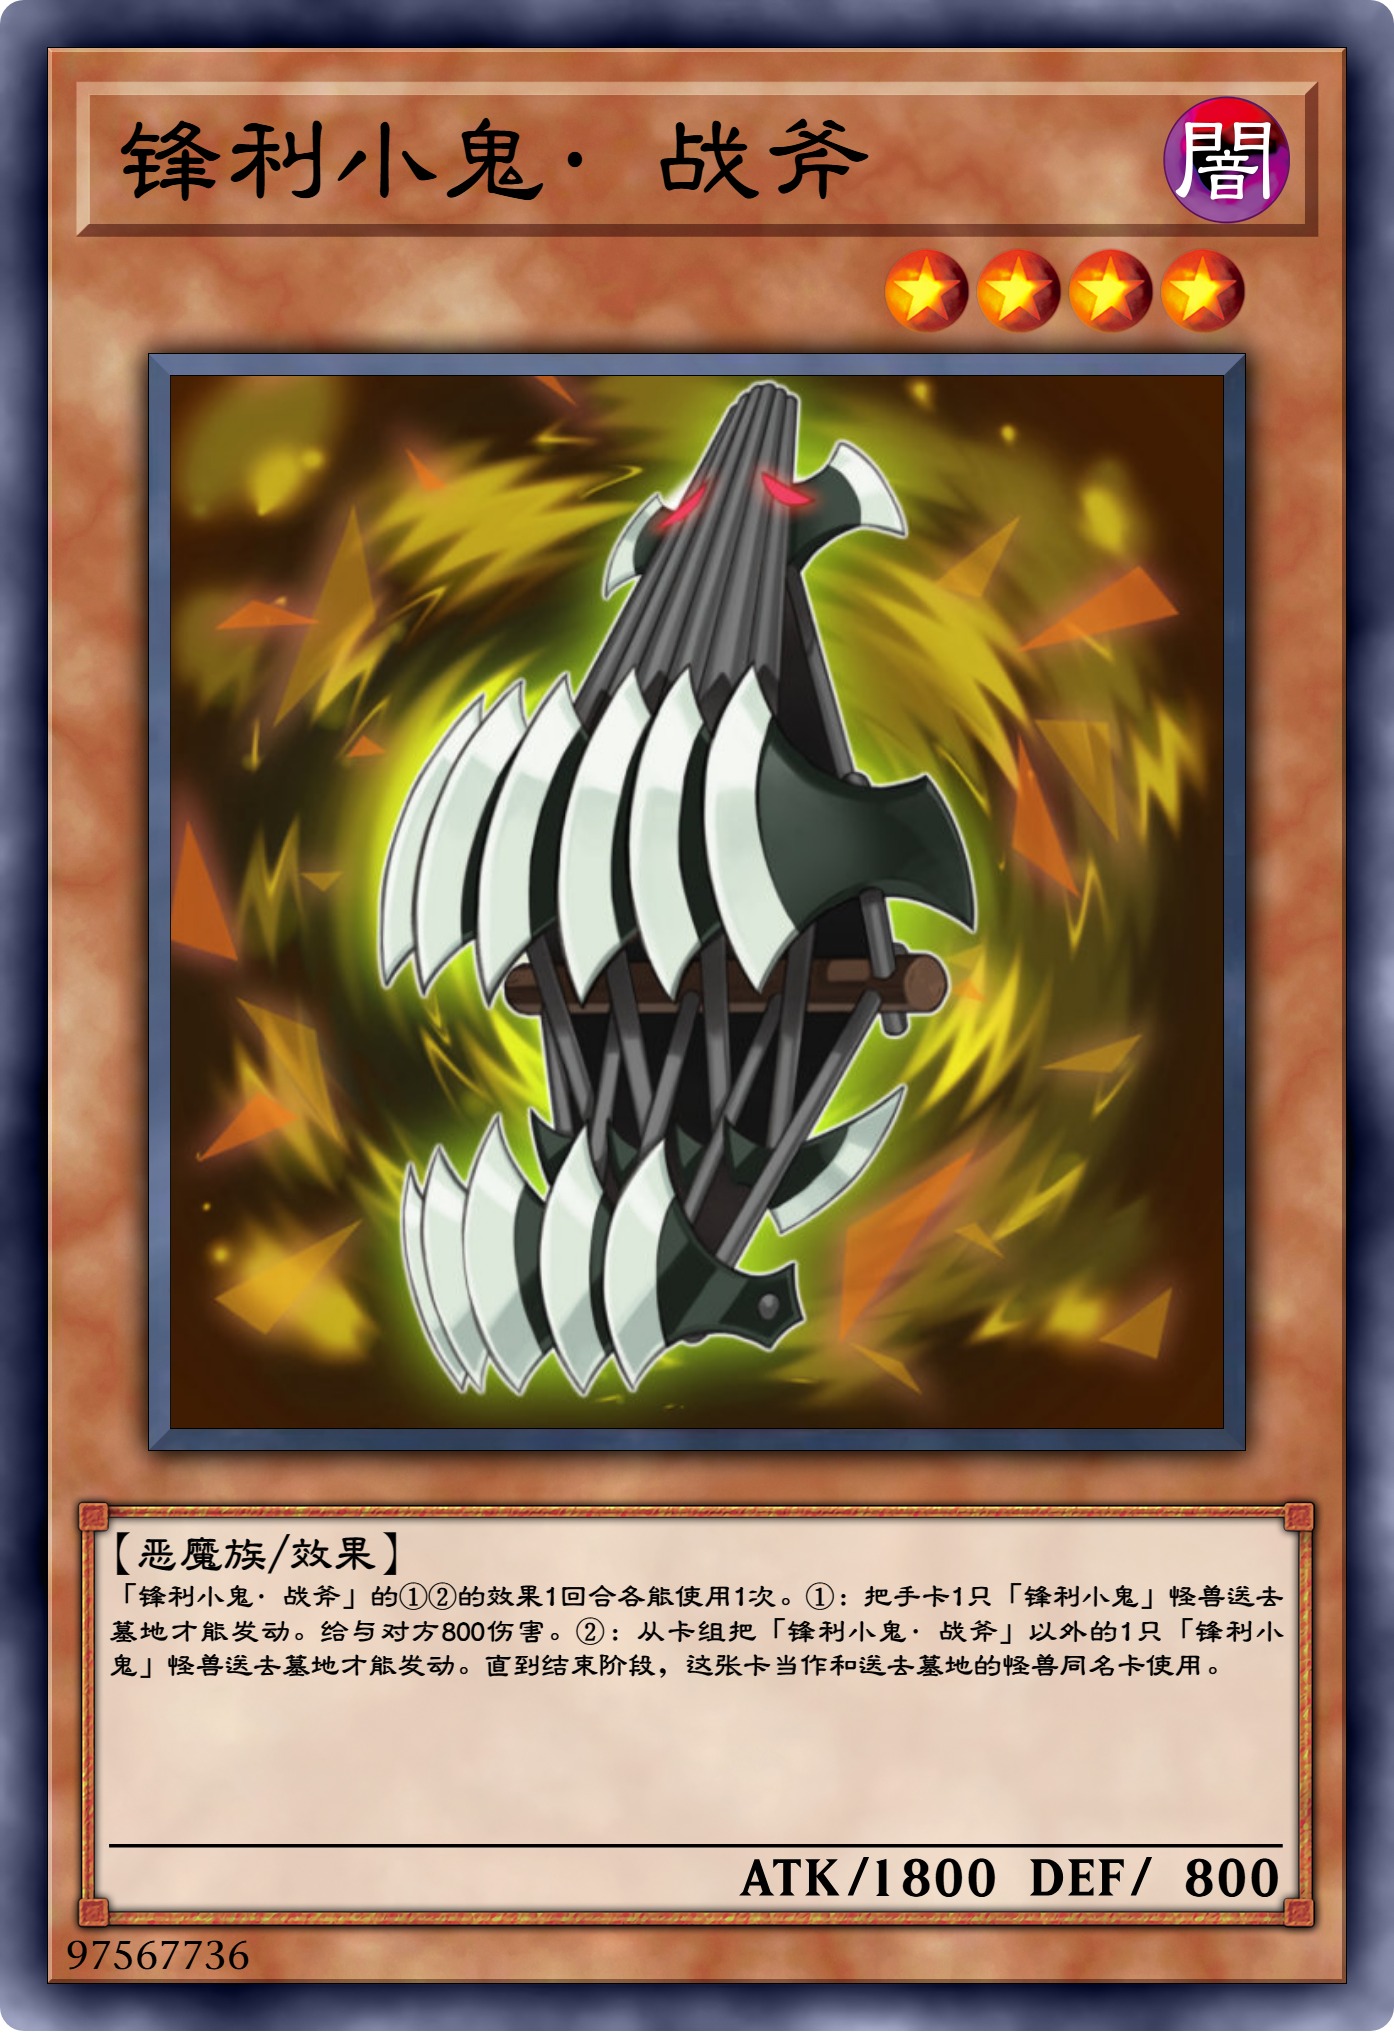 锋利小鬼· 战斧
闇
【恶魔族/效果】
「锋利小鬼· 战斧」的①②的效果1回合各能使用1次。①：把手卡1只「锋利小鬼」怪兽送去
墓地才能发动。给与对方800伤害。②：从卡组把「锋利小鬼· 战斧」以外的1只「锋利小
鬼」怪兽送去墓地才能发动。直到结束阶段，这张卡当作和送去墓地的怪兽同名卡使用。
ATK/1800 DEF/ 800
97567736